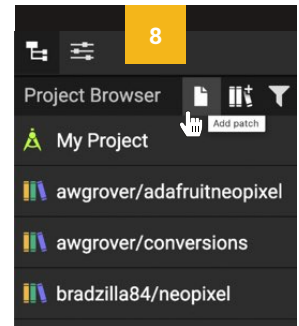 8
Project Browser
Add patch
My Project
awgrover/adafruitneopixel
awgrover/conversions
bradzilla84/neopixel